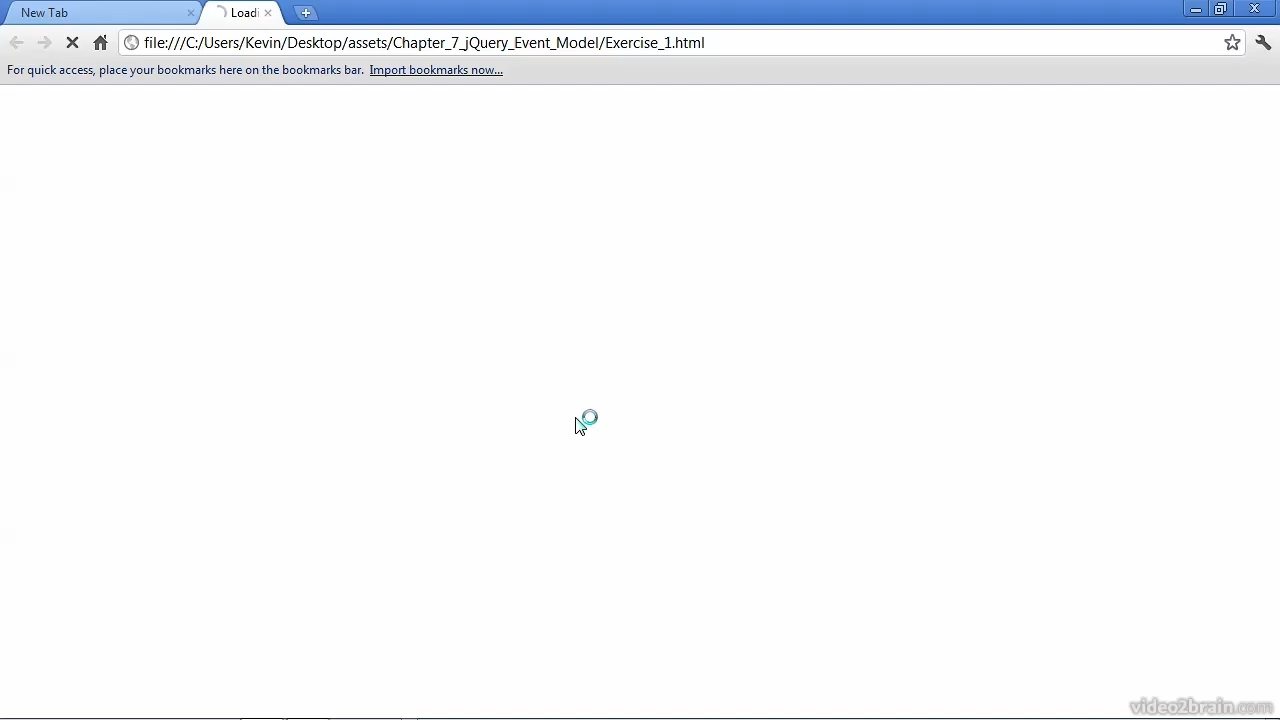 New Tab
Loadi
file:///C:/Users/Kevin/Desktop/assets/Chapter_7_jQuery_Event_Model/Exercise_1.html
For quick access, place your bookmarks here on the bookmarks bar. Import bookmarks now...
video2brain.com